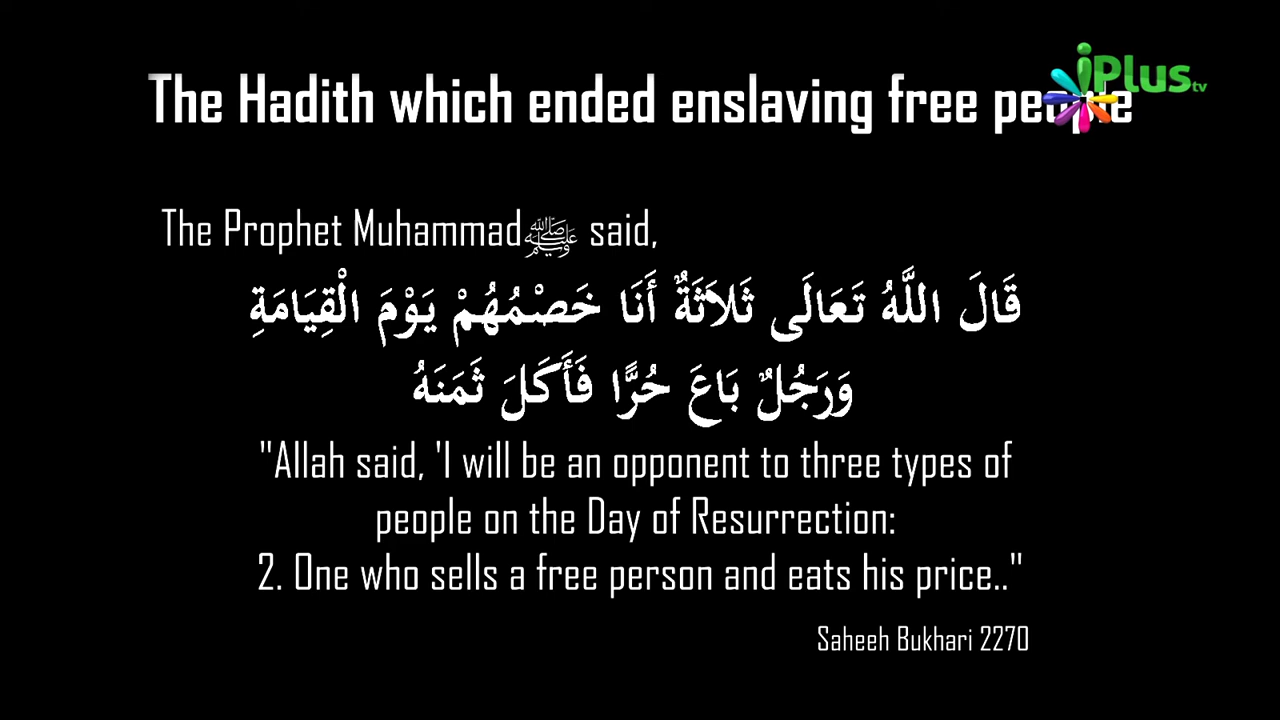 The Hadith which ended enslaving free people
iPlus tv
The Prophet Muhammadﷺ said,
قَالَ اللَّهُ تَعَالَى ثَلاَثَةٌ أَنَا خَصْمُهُمْ يَوْمَ الْقِيَامَةِ
وَرَجُلٌ بَاعَ حُرًّا فَأَكَلَ ثَمَنَهُ
"Allah said, 'I will be an opponent to three types of
people on the Day of Resurrection:
2. One who sells a free person and eats his price.."
Saheeh Bukhari 2270